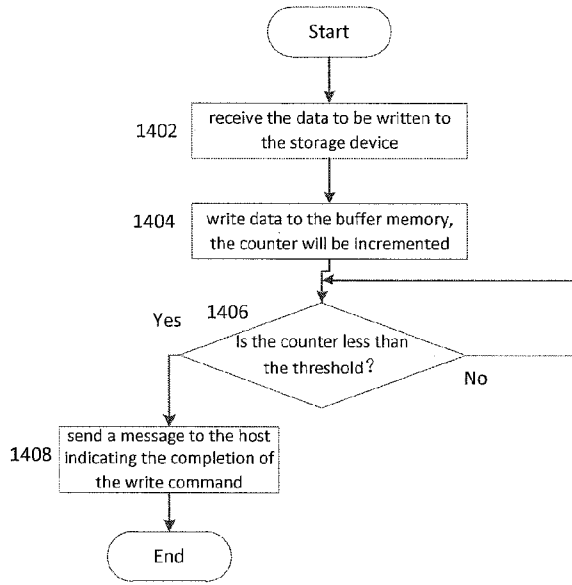 Start
1402
receive the data to be written to
the storage device
1404
write data to the buffer memory,
the counter will be incremented
1406
Yes
Is the counter less than
the threshold?
No
1408
send a message to the host
indicating the completion of
the write command
End